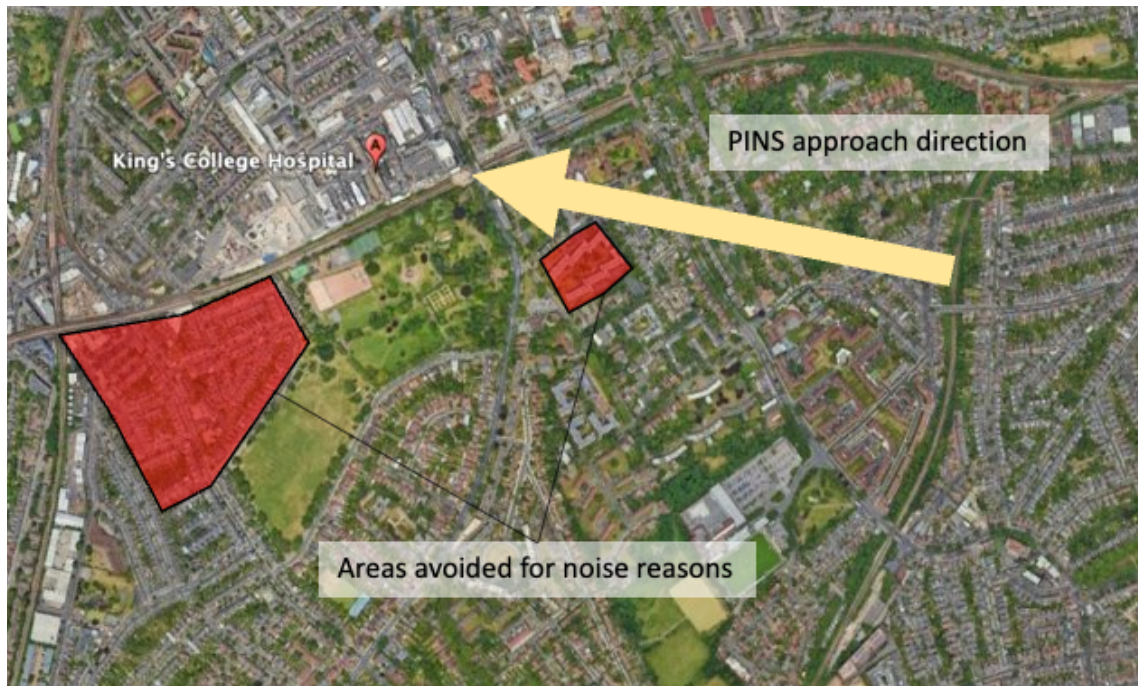 PINS approach direction
A
King's College Hospital
Areas avoided for noise reasons